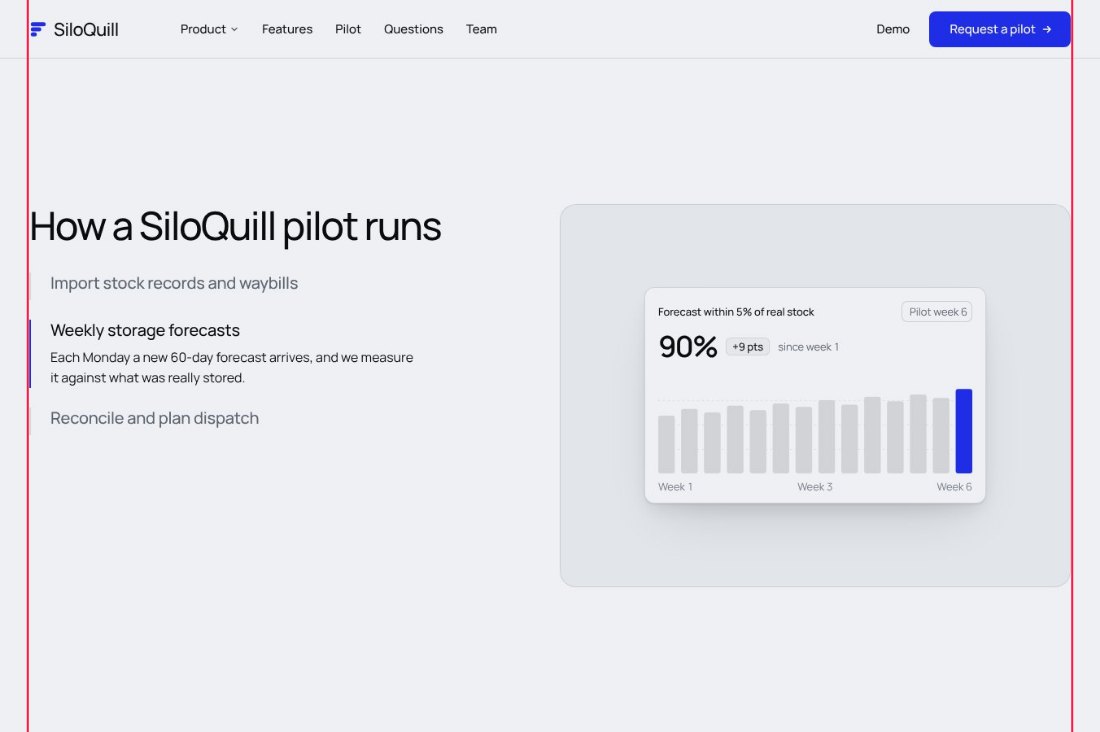 SiloQuill
Product
Features
Pilot
Questions
Team
Demo
Request a pilot
How a SiloQuill pilot runs
Import stock records and waybills
Weekly storage forecasts
Each Monday a new 60-day forecast arrives, and we measure
it against what was really stored.
Reconcile and plan dispatch
Forecast within 5% of real stock
Pilot week 6
90%
+9 pts
since week 1
Week 1
Week 3
Week 6